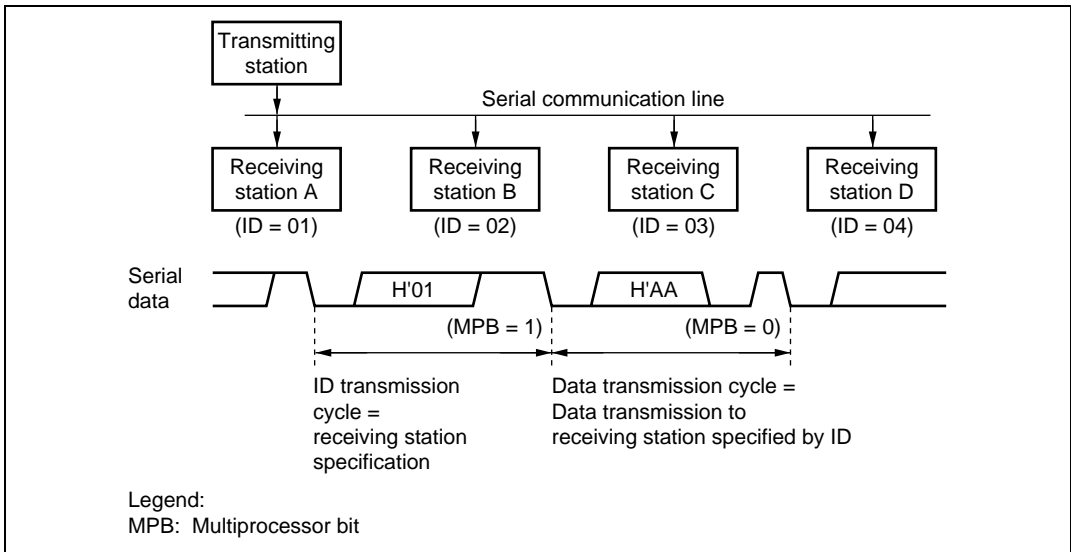 Transmitting
station
Serial communication line
Receiving
station A
Receiving
station B
Receiving
station C
Receiving
station D
(ID = 01)
(ID = 02)
(ID = 03)
(ID = 04)
Serial
data
H'01
H'AA
(MPB = 1)
(MPB = 0)
ID transmission
cycle =
receiving station
specification
Data transmission cycle =
Data transmission to
receiving station specified by ID
Legend:
MPB: Multiprocessor bit